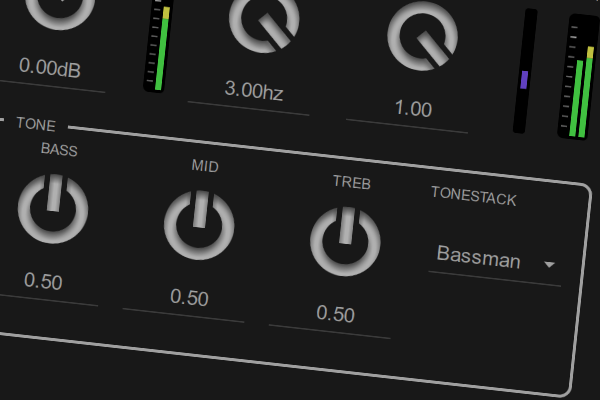 0.00dB
3.00hz
1.00
TONE
BASS
MID
TREB
TONESTACK
Bassman
0.50
0.50
0.50